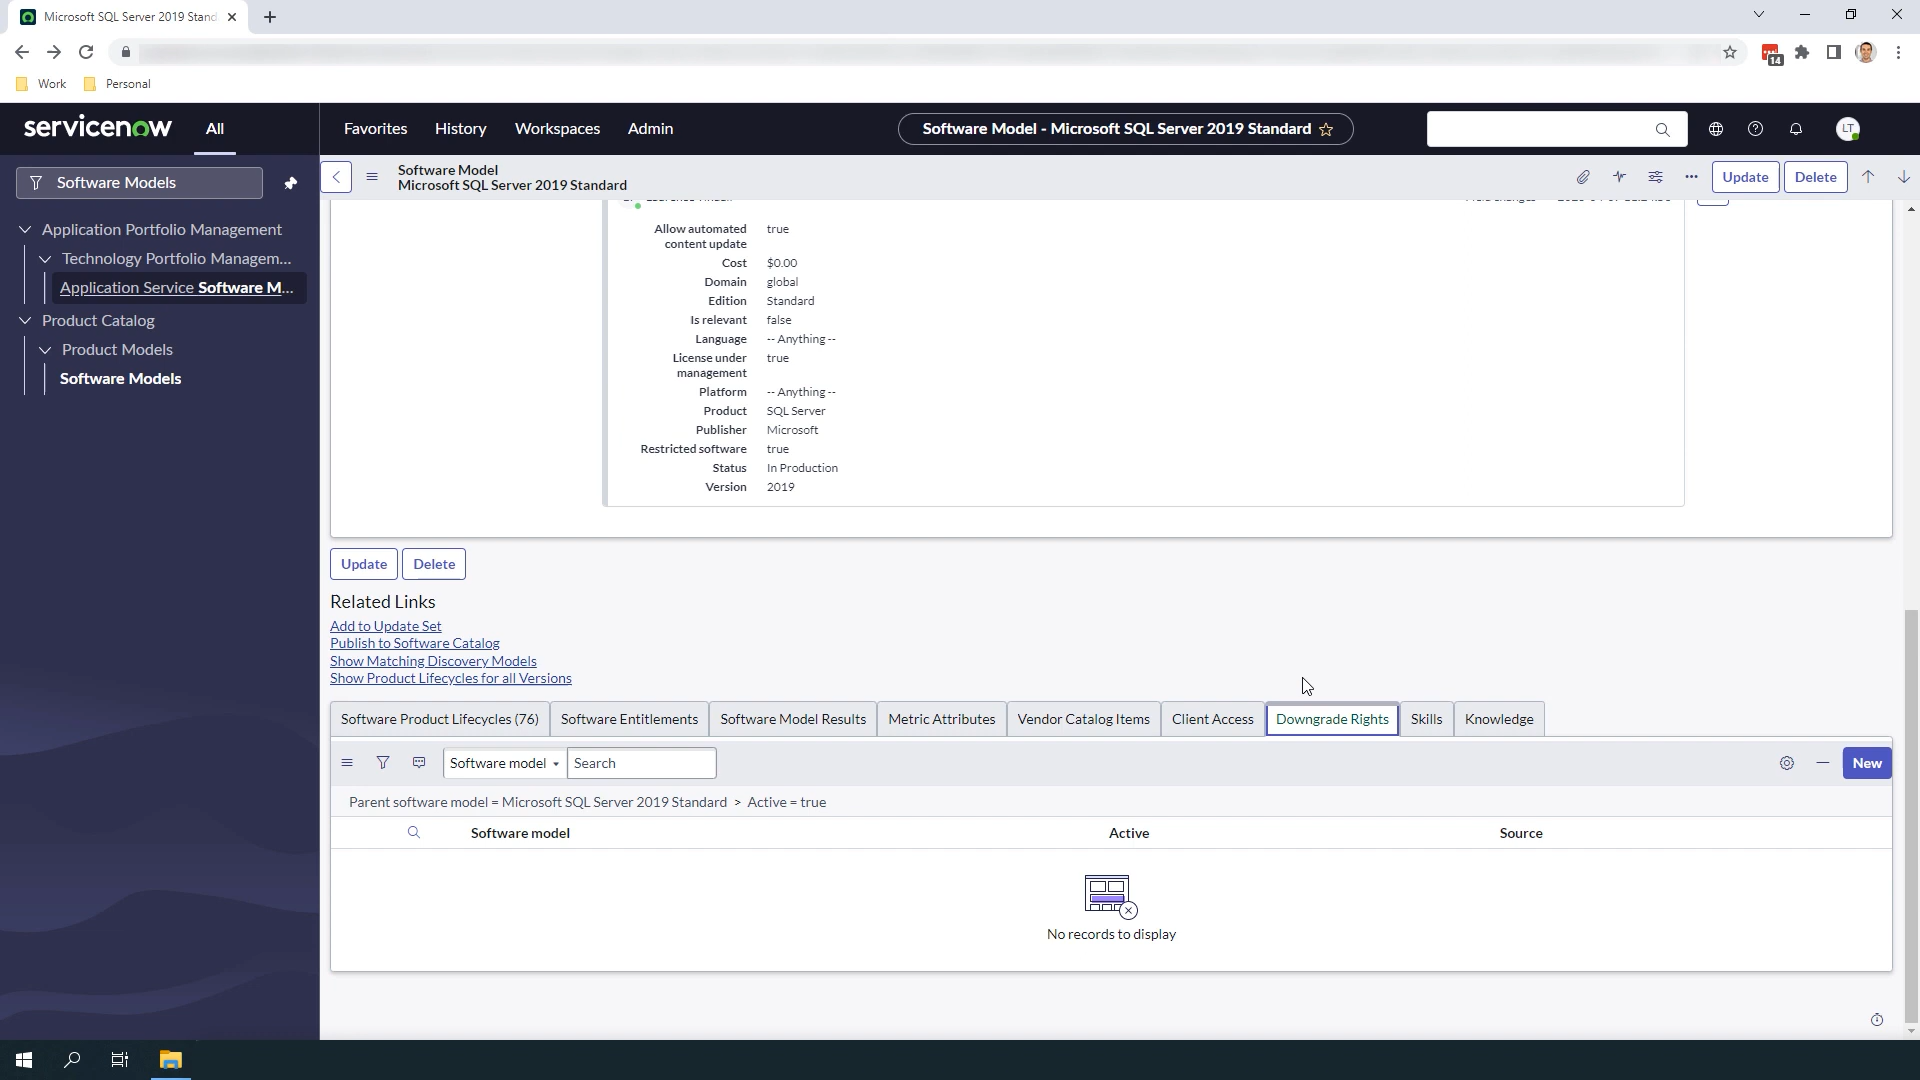 Microsoft SQL Server 2019 Stand
Work
Personal
14
servicenow
All
Favorites
History
Workspaces
Admin
Software Model - Microsoft SQL Server 2019 Standard
LT
Software Models
Software Model
Microsoft SQL Server 2019 Standard
Update
Delete
Application Portfolio Management
Technology Portfolio Managem...
Application Service Software M...
Product Catalog
Product Models
Software Models
Allow automated content update true
Cost $0.00
Domain global
Edition Standard
Is relevant false
Language -- Anything --
License under management true
Platform -- Anything --
Product SQL Server
Publisher Microsoft
Restricted software true
Status In Production
Version 2019
Update
Delete
Related Links
Add to Update Set
Publish to Software Catalog
Show Matching Discovery Models
Show Product Lifecycles for all Versions
Software Product Lifecycles (76)
Software Entitlements
Software Model Results
Metric Attributes
Vendor Catalog Items
Client Access
Downgrade Rights
Skills
Knowledge
Software model
Search
New
Parent software model = Microsoft SQL Server 2019 Standard > Active = true
Software model
Active
Source
No records to display